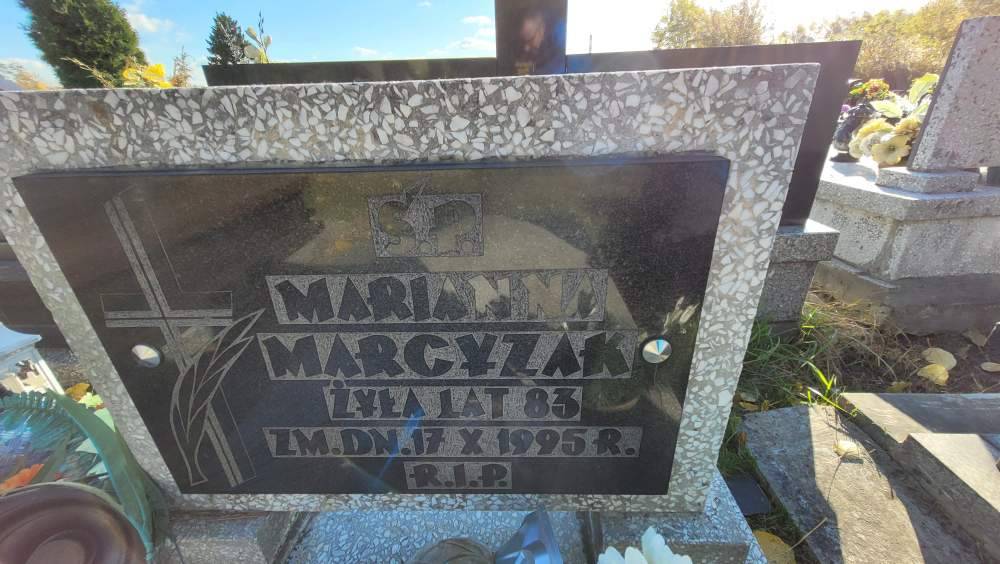 Ś.P.
MARIANNA
MARCYZAK
ŻYŁA LAT 83
ZM. DN. 17 X 1995 R.
R.I.P.